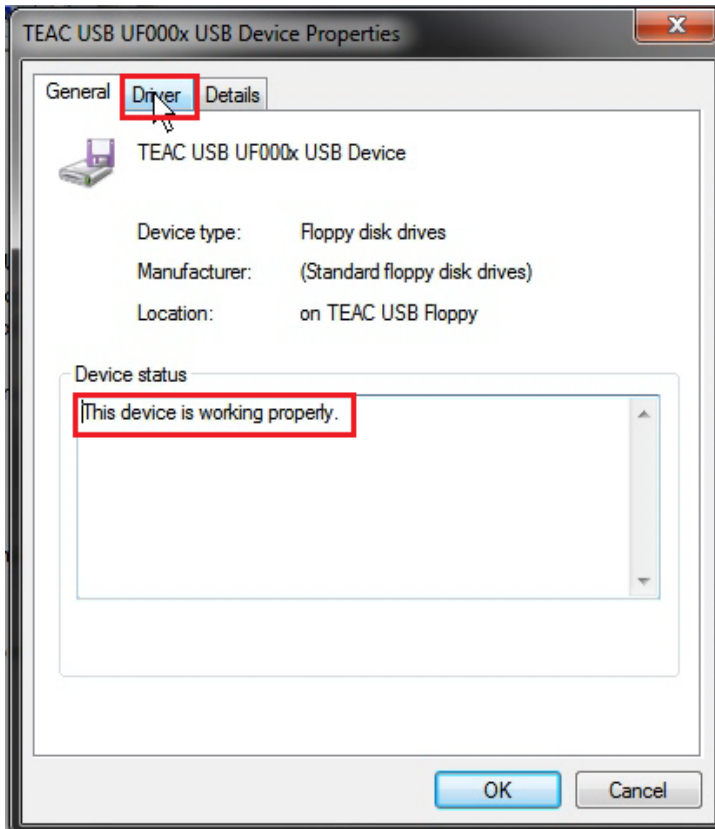 TEAC USB UF000x USB Device Properties
General Driver Details
TEAC USB UF000x USB Device
Device type: Floppy disk drives
Manufacturer: (Standard floppy disk drives)
Location: on TEAC USB Floppy
Device status
This device is working properly.
OK Cancel